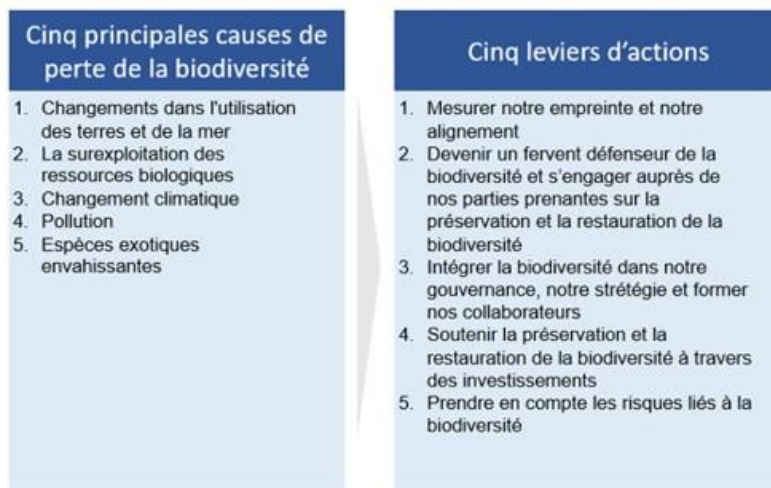 Cinq principales causes de
perte de la biodiversité
1. Changements dans l'utilisation
des terres et de la mer
2. La surexploitation des
ressources biologiques
3. Changement climatique
4. Pollution
5. Espèces exotiques
envahissantes
Cinq leviers d'actions
1. Mesurer notre empreinte et notre
alignement
2. Devenir un fervent défenseur de la
biodiversité et s'engager auprès de
nos parties prenantes sur la
préservation et la restauration de la
biodiversité
3. Intégrer la biodiversité dans notre
gouvernance, notre strétégie et former
nos collaborateurs
4. Soutenir la préservation et la
restauration de la biodiversité à travers
des investissements
5. Prendre en compte les risques liés à la
biodiversité